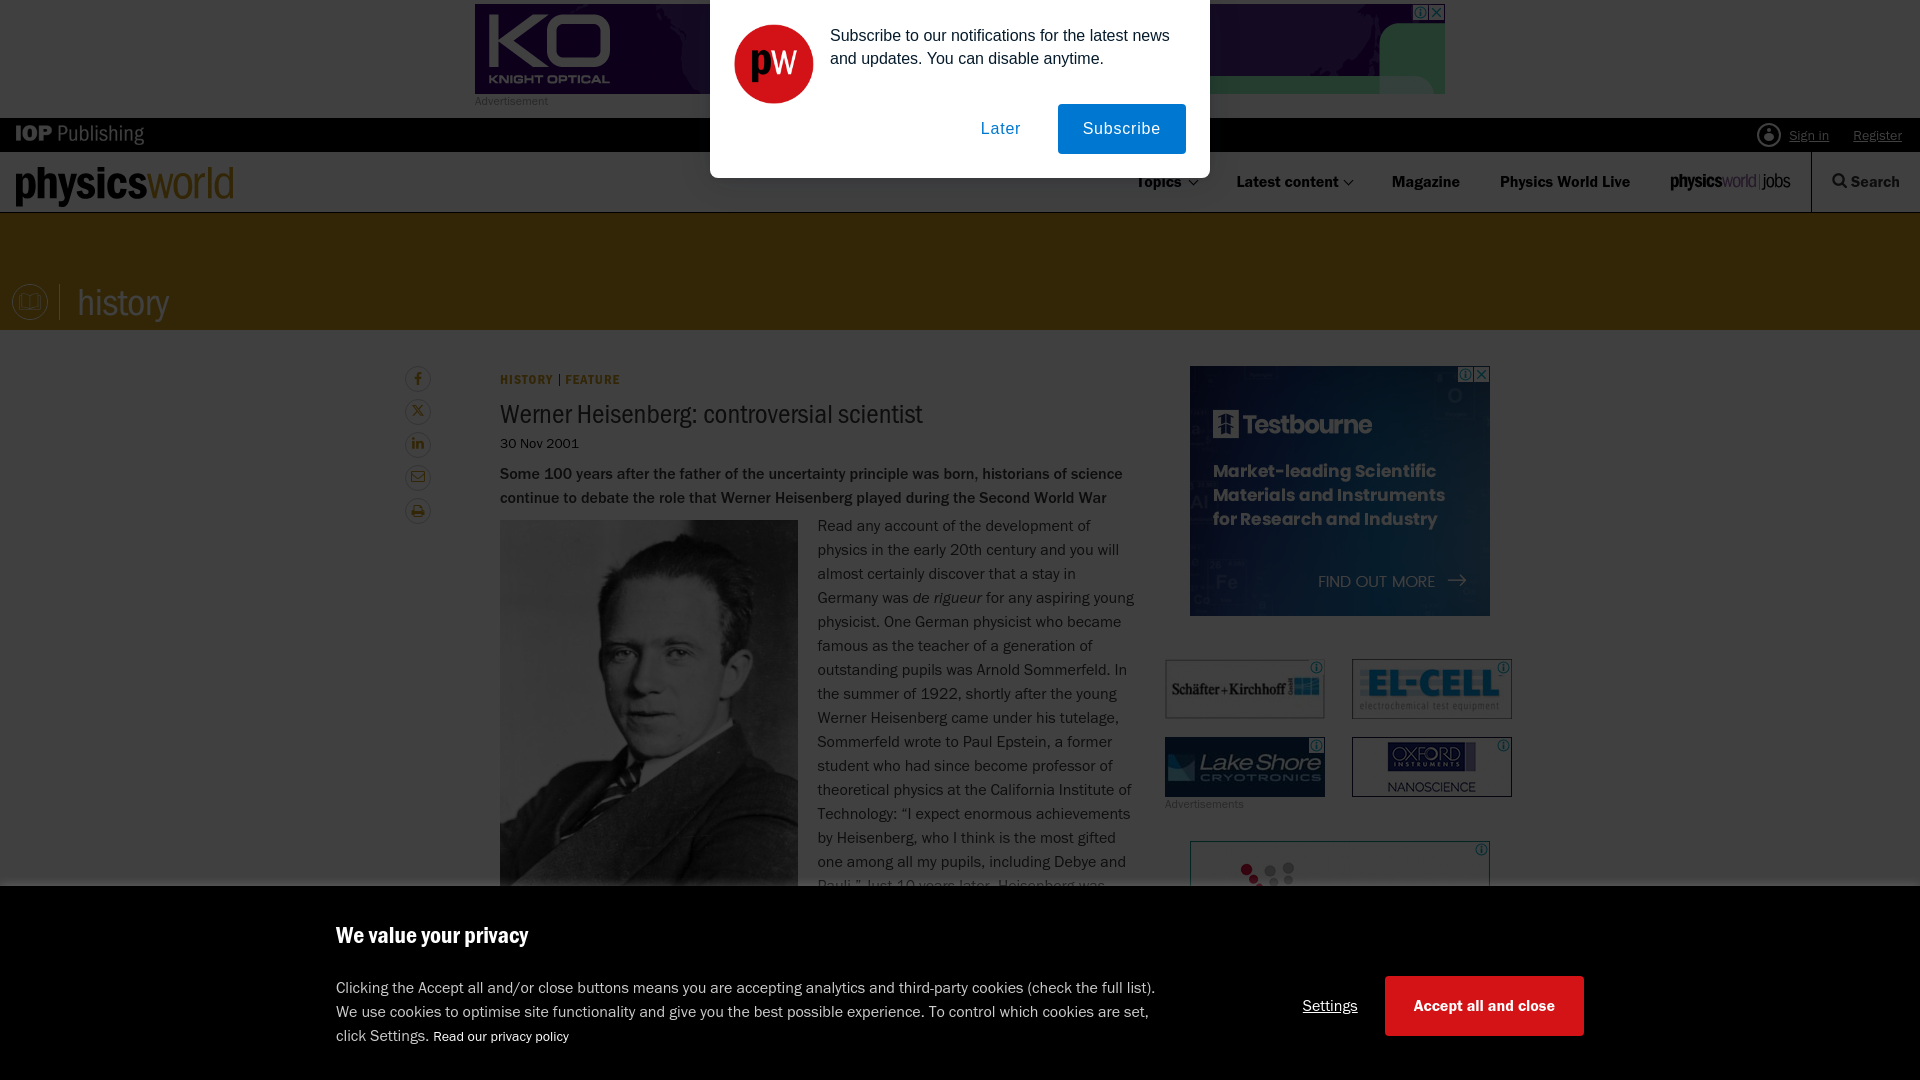 KO
KNIGHT OPTICAL
Advertisement
pw
Subscribe to our notifications for the latest news
and updates. You can disable anytime.
Later
Subscribe
IOP Publishing
Sign in
Register
physicsworld
Topics
Latest content
Magazine
Physics World Live
physicsworld jobs
Search
history
HISTORY | FEATURE
Werner Heisenberg: controversial scientist
30 Nov 2001
Some 100 years after the father of the uncertainty principle was born, historians of science
continue to debate the role that Werner Heisenberg played during the Second World War
Read any account of the development of
physics in the early 20th century and you will
almost certainly discover that a stay in
Germany was de rigueur for any aspiring young
physicist. One German physicist who became
famous as the teacher of a generation of
outstanding pupils was Arnold Sommerfeld. In
the summer of 1922, shortly after the young
Werner Heisenberg came under his tutelage,
Sommerfeld wrote to Paul Epstein, a former
student who had since become professor of
theoretical physics at the California Institute of
Technology: “I expect enormous achievements
by Heisenberg, who I think is the most gifted
one among all my pupils, including Debye and
Pauli.” Just 10 years later, Heisenberg was
Testbourne
Market-leading Scientific
Materials and Instruments
for Research and Industry
Fe
FIND OUT MORE
Schäfter+Kirchhoff
EL-CELL
electrochemical test equipment
Lake Shore
CRYOTRONICS
OXFORD
INSTRUMENTS
NANOSCIENCE
Advertisements
We value your privacy
Clicking the Accept all and/or close buttons means you are accepting analytics and third-party cookies (check the full list).
We use cookies to optimise site functionality and give you the best possible experience. To control which cookies are set,
click Settings. Read our privacy policy
Settings
Accept all and close